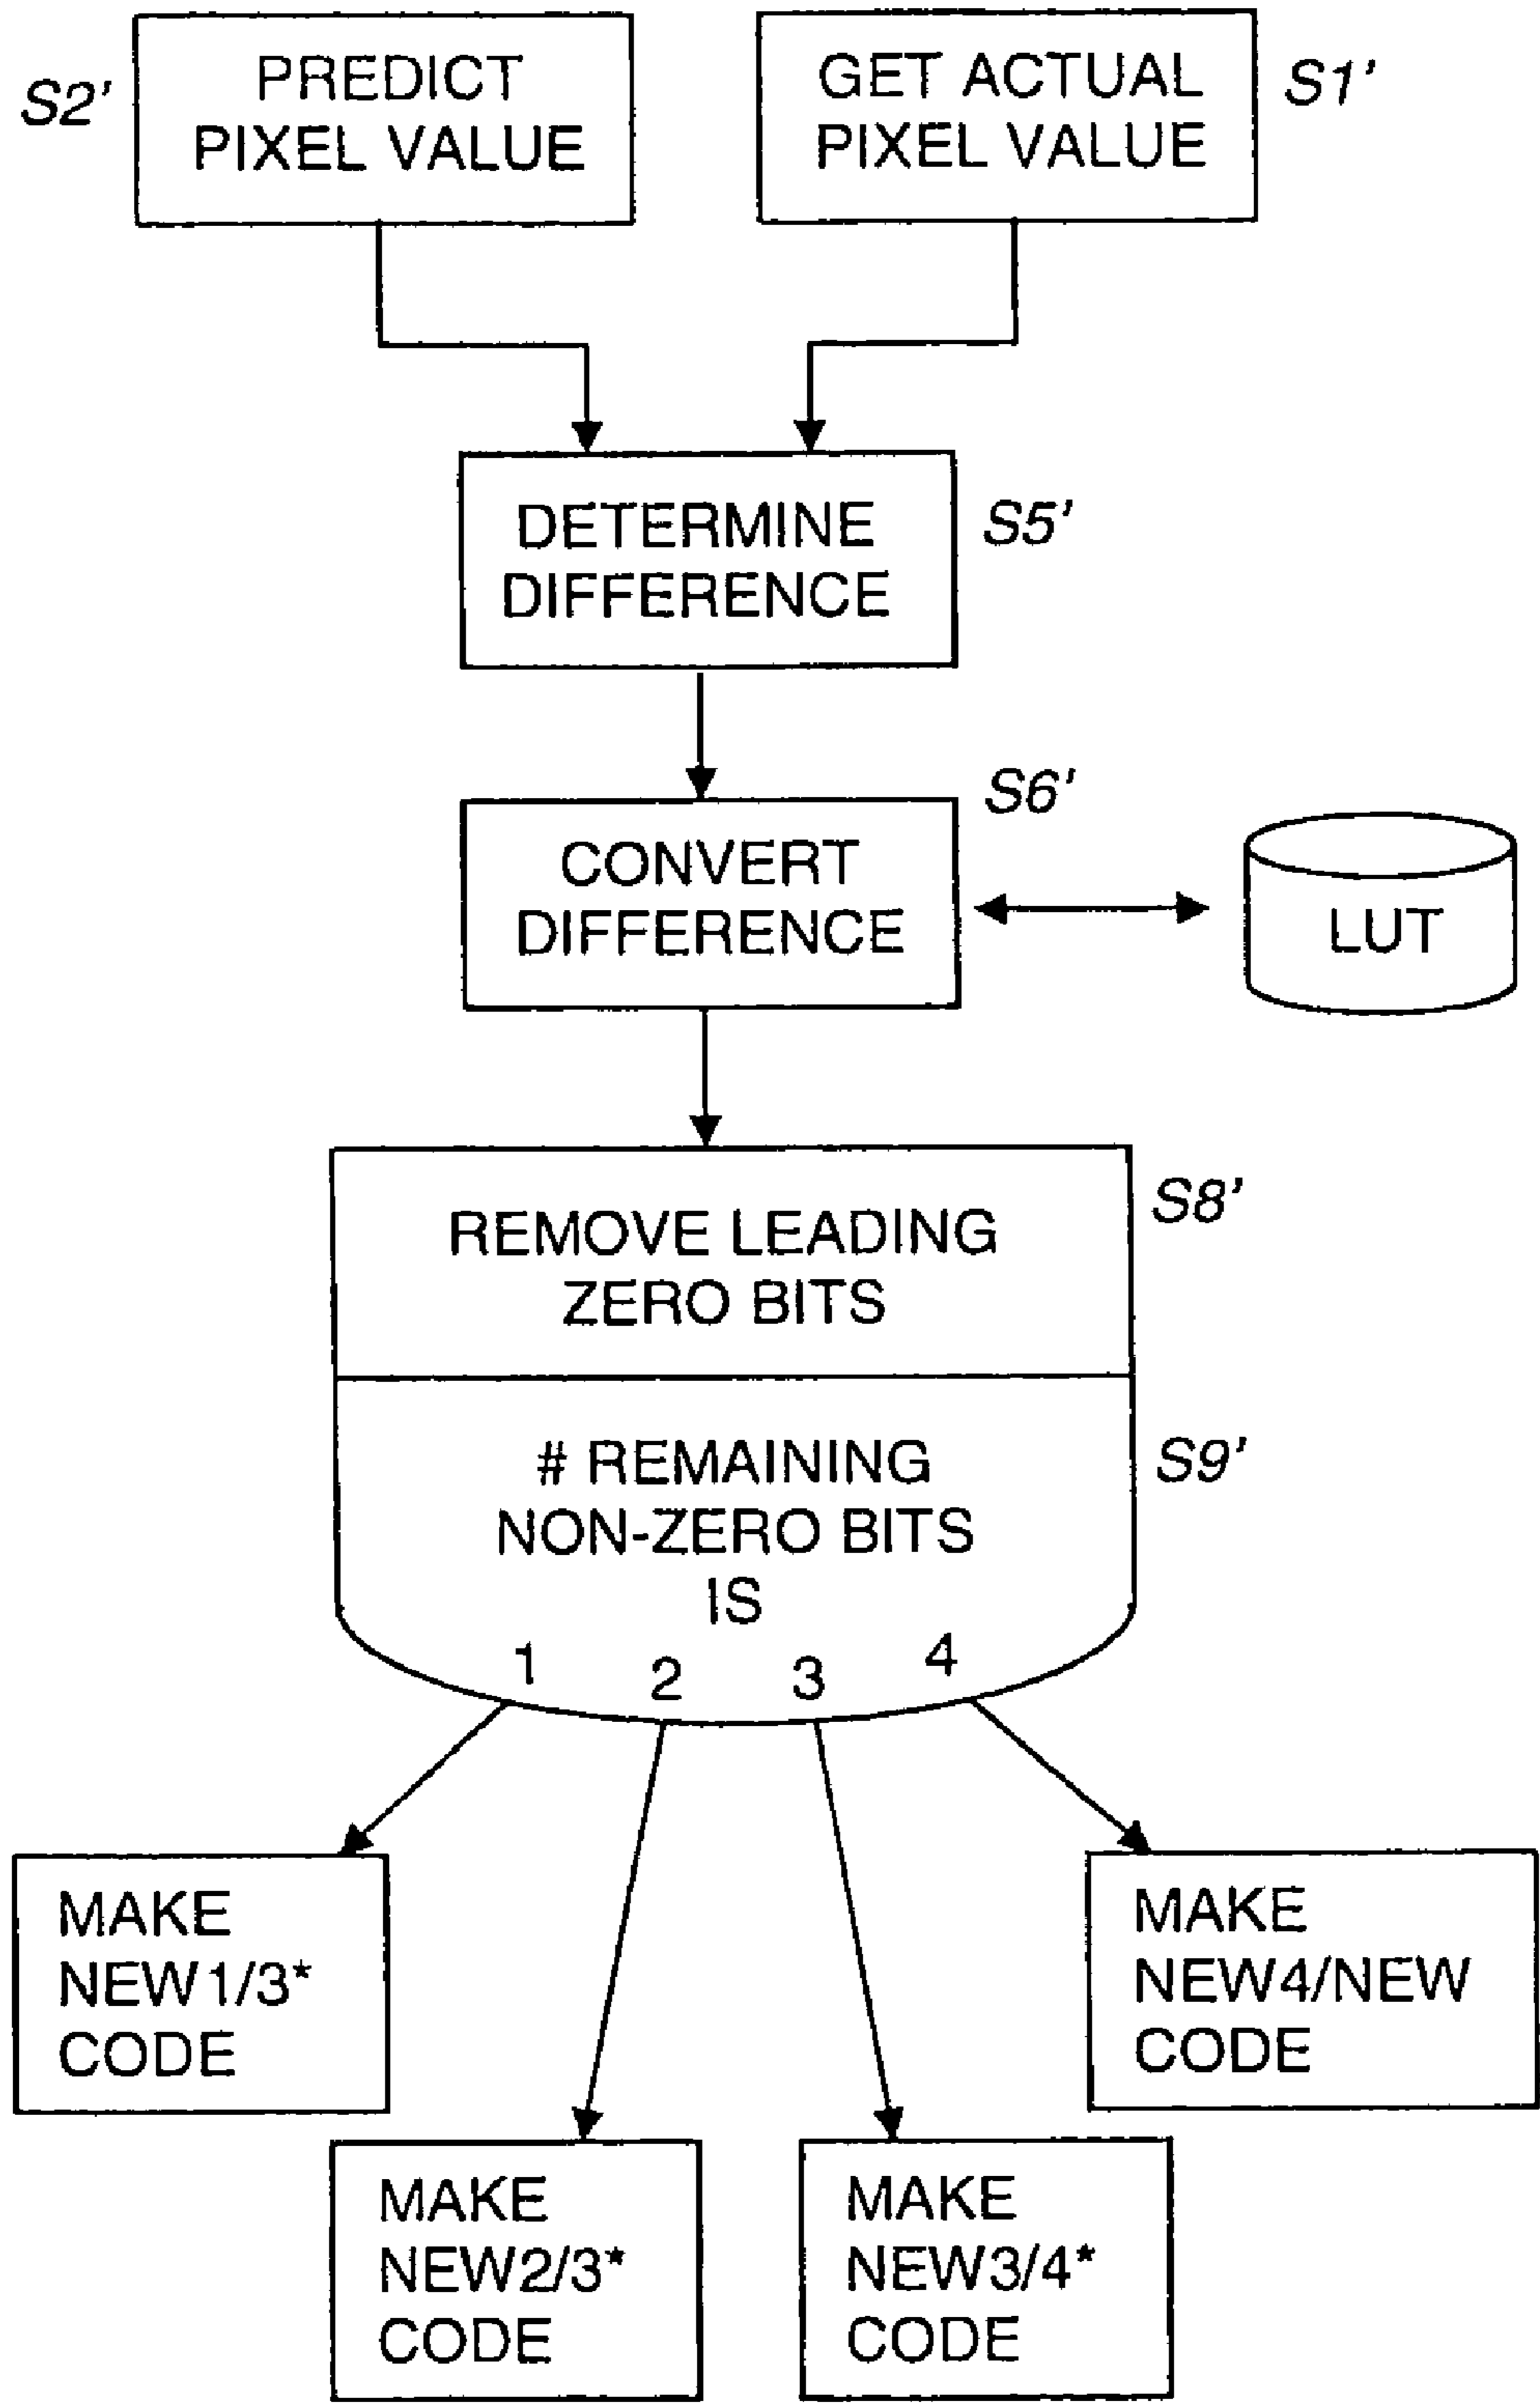 S2'
PREDICT
PIXEL VALUE
GET ACTUAL
PIXEL VALUE
S1'
DETERMINE
DIFFERENCE
S5'
CONVERT
DIFFERENCE
S6'
LUT
REMOVE LEADING
ZERO BITS
S8'
# REMAINING
NON-ZERO BITS
IS
S9'
1 2 3 4
MAKE
NEW1/3*
CODE
MAKE
NEW2/3*
CODE
MAKE
NEW3/4*
CODE
MAKE
NEW4/NEW
CODE